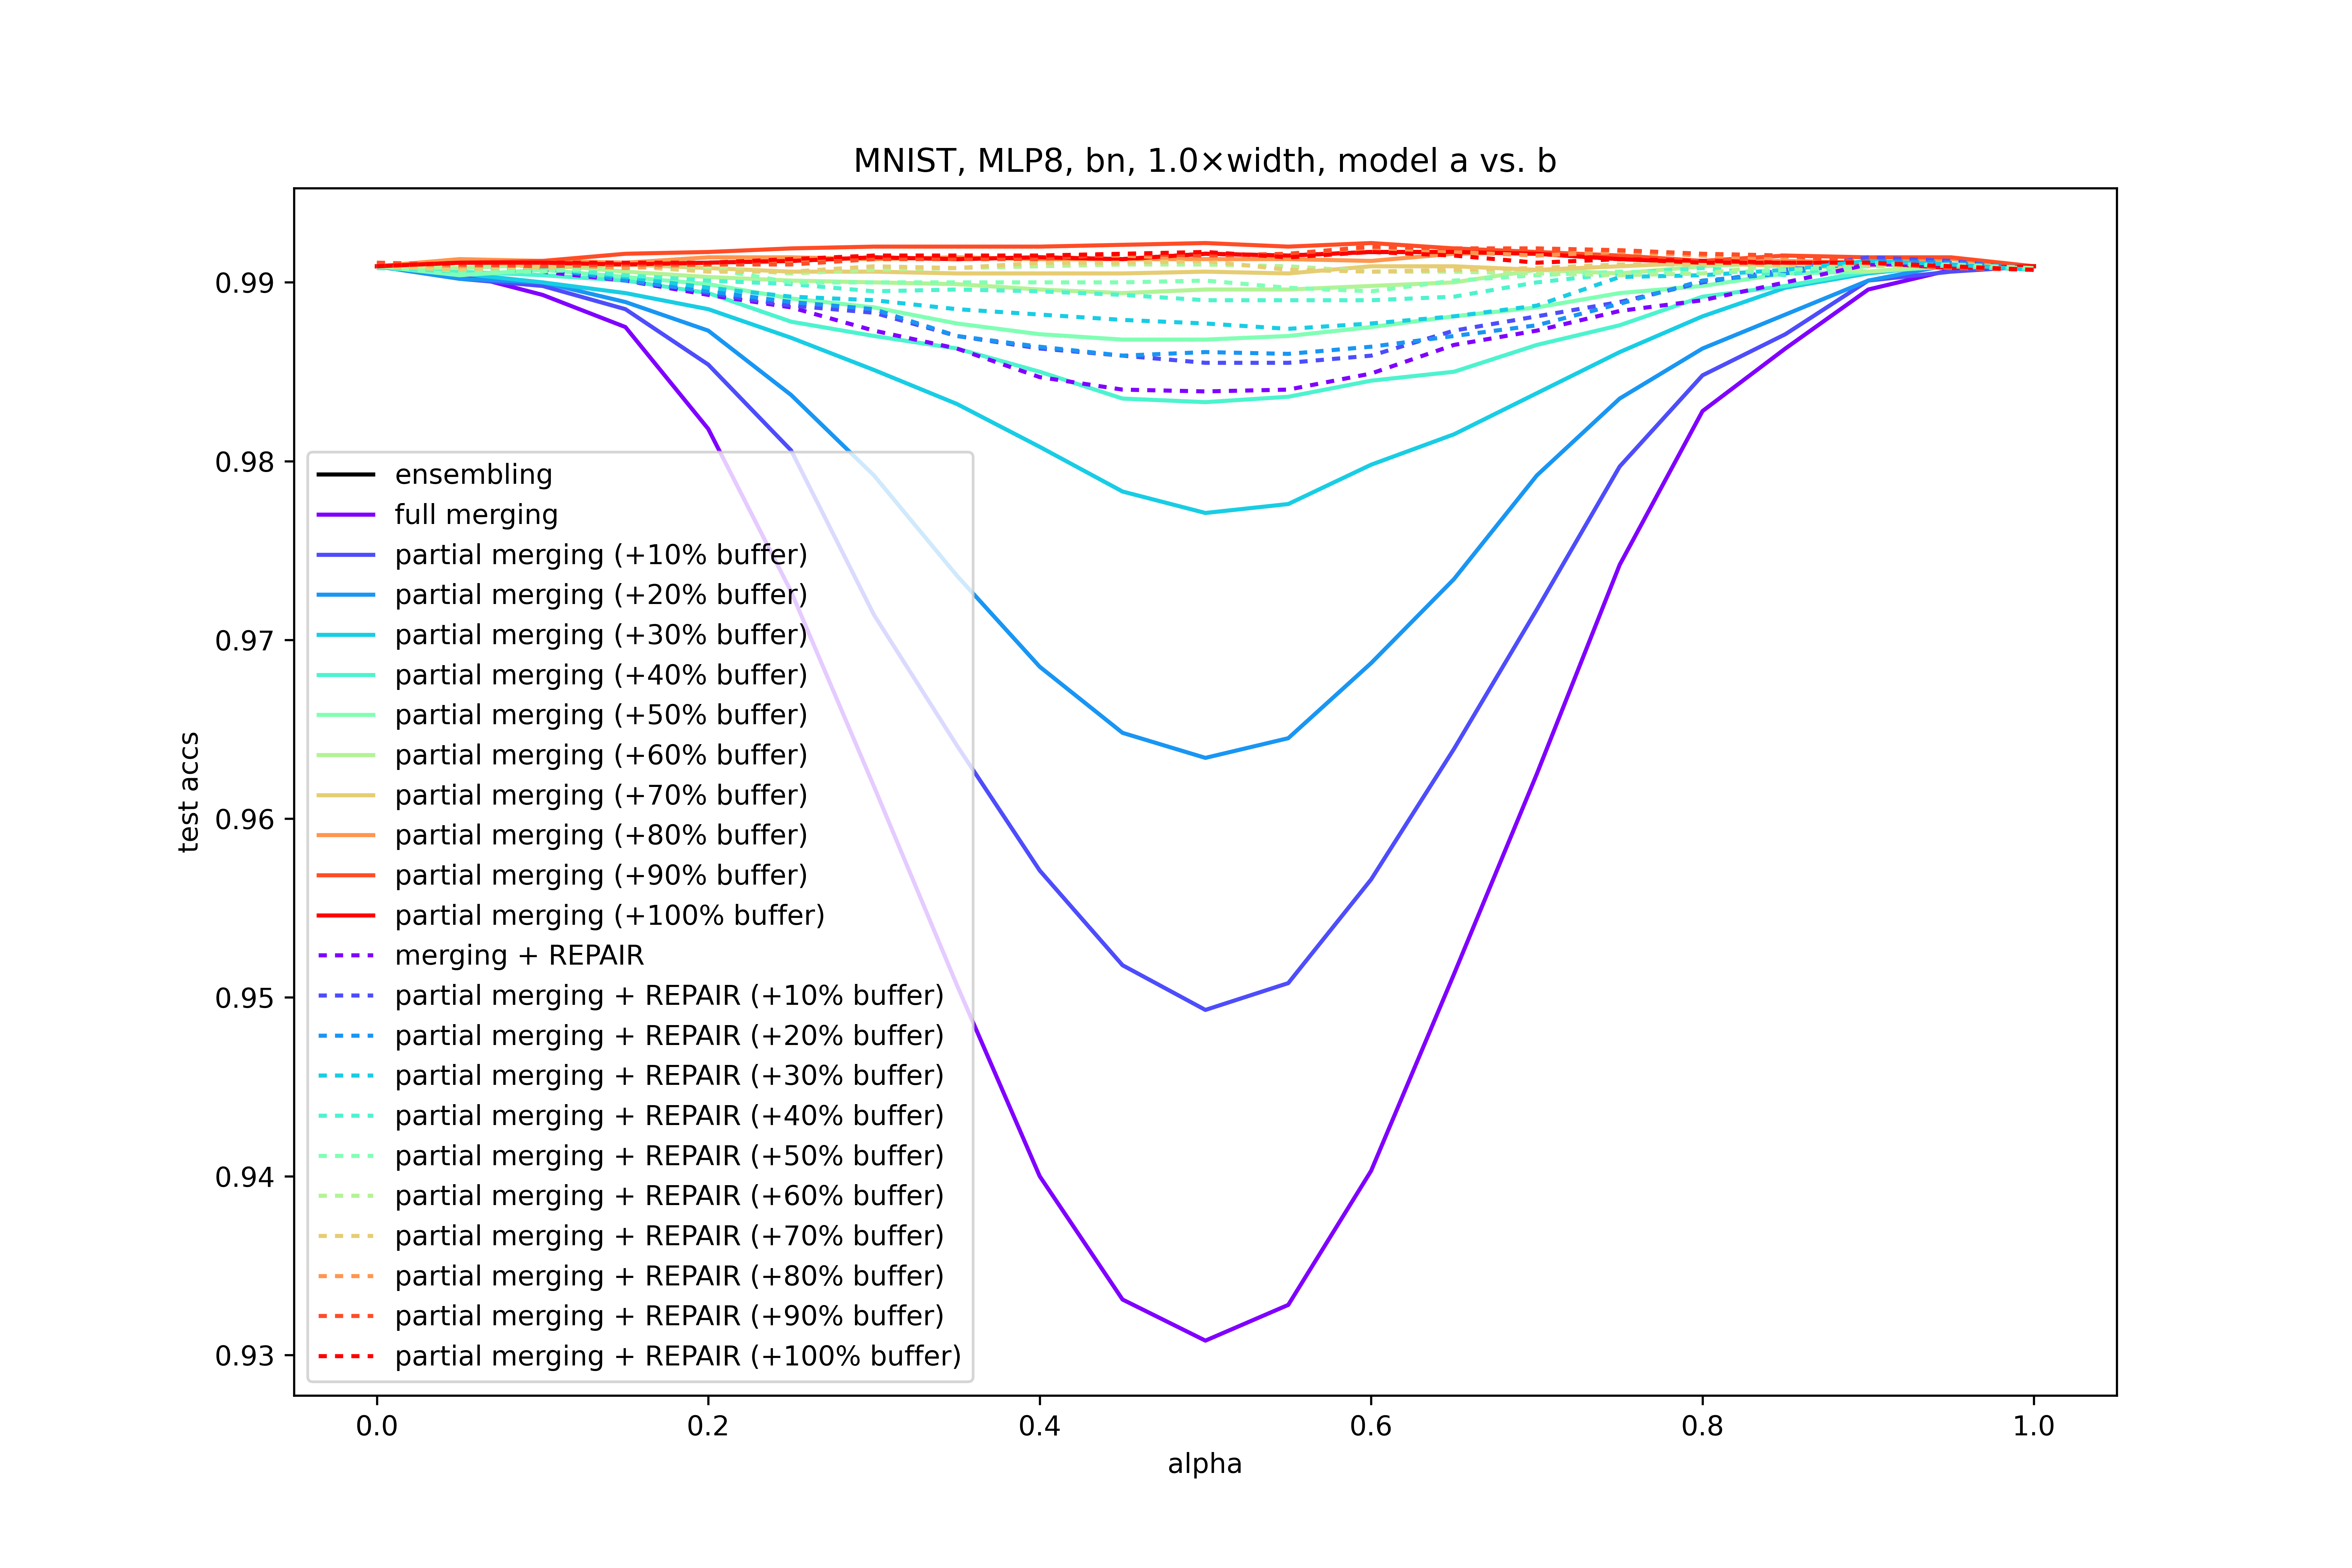 MNIST, MLP8, bn, 1.0×width, model a vs. b
test accs
0.99
0.98
0.97
0.96
0.95
0.94
0.93
ensembling
full merging
partial merging (+10% buffer)
partial merging (+20% buffer)
partial merging (+30% buffer)
partial merging (+40% buffer)
partial merging (+50% buffer)
partial merging (+60% buffer)
partial merging (+70% buffer)
partial merging (+80% buffer)
partial merging (+90% buffer)
partial merging (+100% buffer)
merging + REPAIR
partial merging + REPAIR (+10% buffer)
partial merging + REPAIR (+20% buffer)
partial merging + REPAIR (+30% buffer)
partial merging + REPAIR (+40% buffer)
partial merging + REPAIR (+50% buffer)
partial merging + REPAIR (+60% buffer)
partial merging + REPAIR (+70% buffer)
partial merging + REPAIR (+80% buffer)
partial merging + REPAIR (+90% buffer)
partial merging + REPAIR (+100% buffer)
0.0 0.2 0.4 0.6 0.8 1.0
alpha